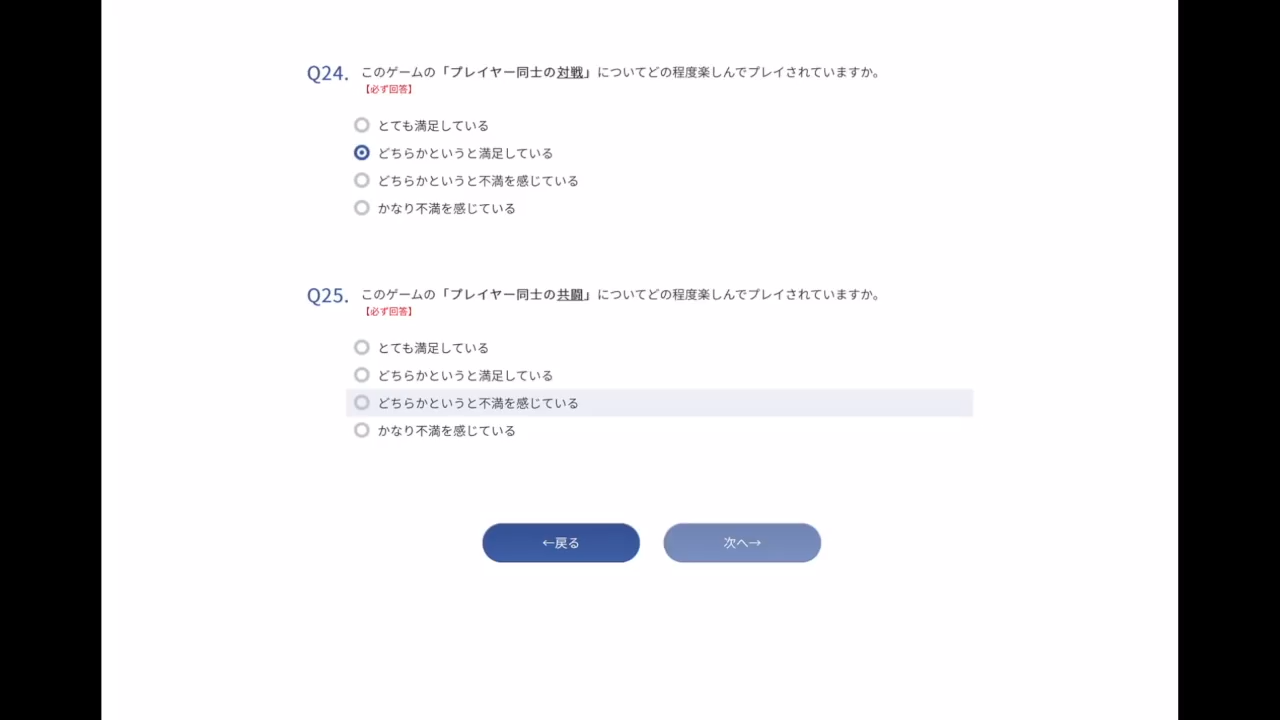 Q24. このゲームの「プレイヤー同士の対戦」についてどの程度楽しんでプレイされていますか。
【必ず回答】
とても満足している
どちらかというと満足している
どちらかというと不満を感じている
かなり不満を感じている
Q25. このゲームの「プレイヤー同士の共闘」についてどの程度楽しんでプレイされていますか。
【必ず回答】
とても満足している
どちらかというと満足している
どちらかというと不満を感じている
かなり不満を感じている
←戻る 次へ→